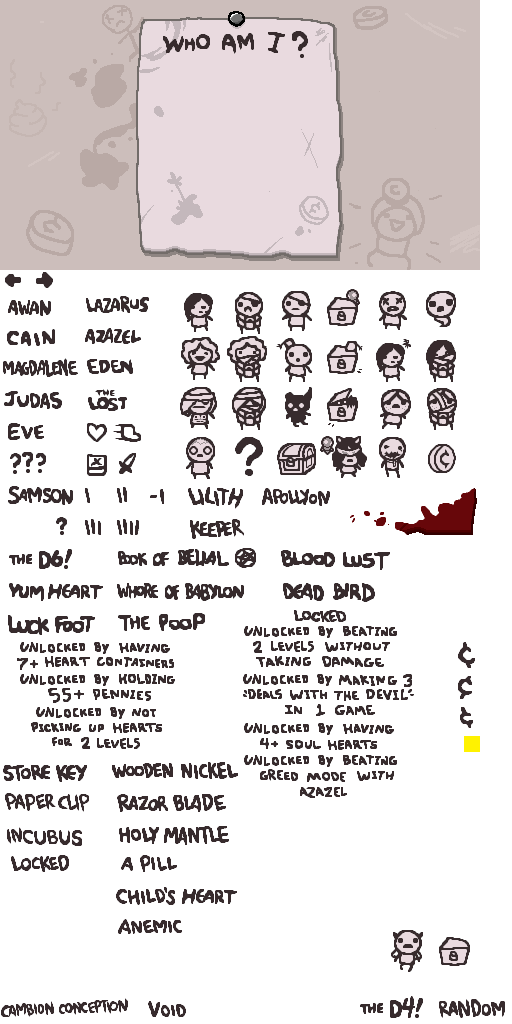 WHO AM I?
AWAN LAZARUS
CAIN AZAZEL
MAGDALENE EDEN
JUDAS THE LOST
EVE
???
?
SAMSON I II -I LILITH APOLLYON
? III IIII KEEPER
THE D6! BOOK OF BELIAL BLOOD LUST
YUM HEART WHORE OF BABYLON DEAD BIRD
LUCK FOOT THE POOP
LOCKED
UNLOCKED BY HAVING
7+ HEART CONTAINERS
UNLOCKED BY HOLDING
55+ PENNIES
UNLOCKED BY NOT
PICKING UP HEARTS
FOR 2 LEVELS
UNLOCKED BY BEATING
2 LEVELS WITHOUT
TAKING DAMAGE
UNLOCKED BY MAKING 3
"DEALS WITH THE DEVIL"
IN 1 GAME
UNLOCKED BY HAVING
4+ SOUL HEARTS
UNLOCKED BY BEATING
GREED MODE WITH
AZAZEL
¢
¢
¢
STORE KEY WOODEN NICKEL
PAPER CLIP RAZOR BLADE
INCUBUS HOLY MANTLE
LOCKED A PILL
CHILD'S HEART
ANEMIC
CAMBION CONCEPTION VOID THE D4! RANDOM